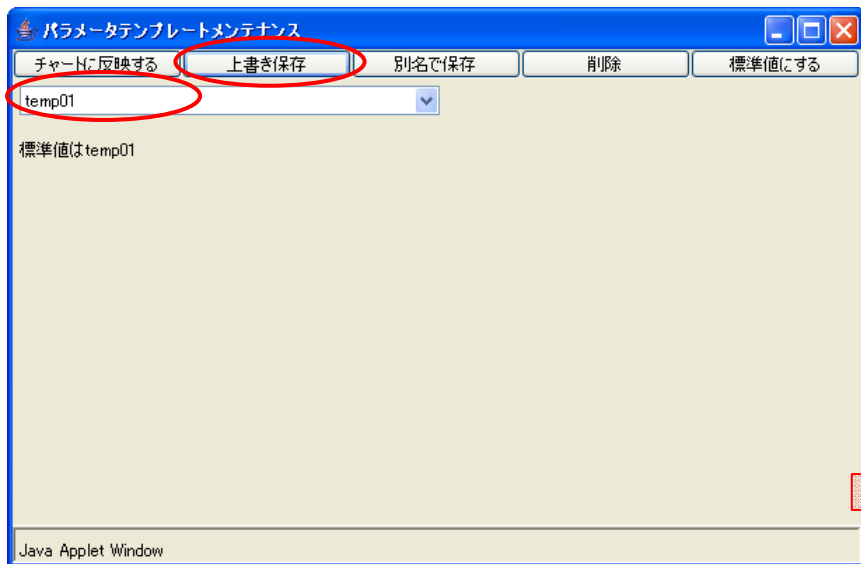 パラメータテンプレートメンテナンス
チャートに反映する 上書き保存 別名で保存 削除 標準値にする
temp01
標準値はtemp01
Java Applet Window